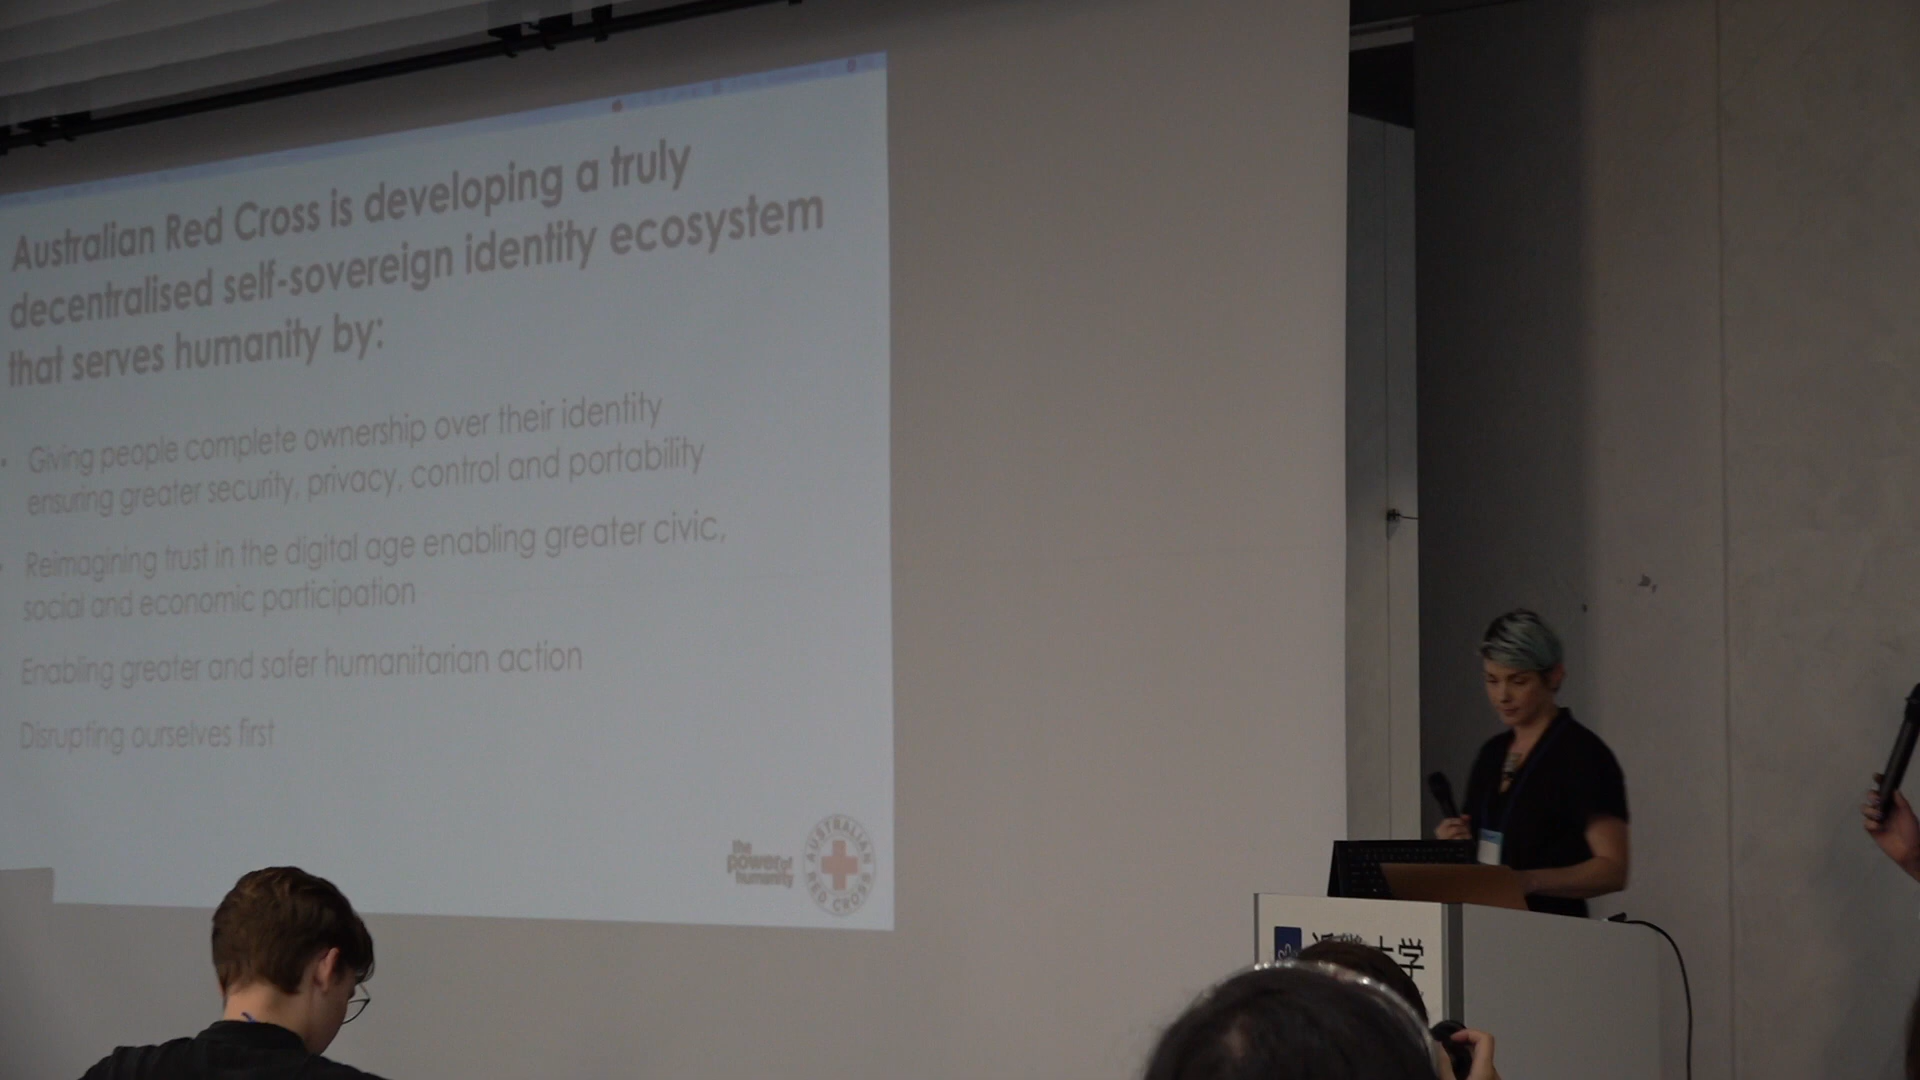 Australian Red Cross is developing a truly
decentralised self-sovereign identity ecosystem
that serves humanity by:
• Giving people complete ownership over their identity
ensuring greater security, privacy, control and portability
• Reimagining trust in the digital age enabling greater civic,
social and economic participation
Enabling greater and safer humanitarian action
Disrupting ourselves first
the
power of
humanity
AUSTRALIAN
RED CROSS
大学